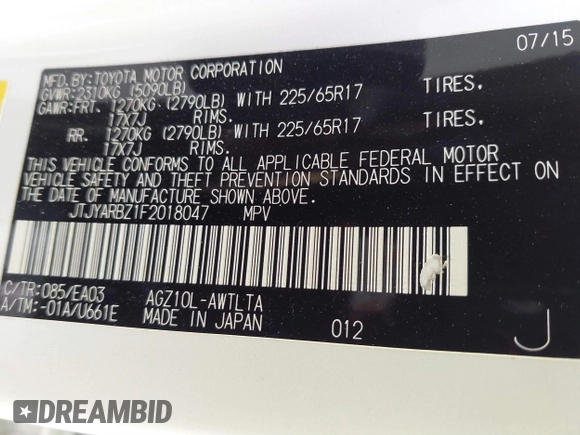 07/15
MFD.BY:TOYOTA MOTOR CORPORATION
GVWR:2310KG (5090LB)
GAWR:FRT. 1270KG (2790LB) WITH 225/65R17 TIRES.
17X7J RIMS.
RR. 1270KG (2790LB) WITH 225/65R17 TIRES.
17X7J RIMS.
THIS VEHICLE CONFORMS TO ALL APPLICABLE FEDERAL MOTOR
VEHICLE SAFETY AND THEFT PREVENTION STANDARDS IN EFFECT ON
THE DATE OF MANUFACTURE SHOWN ABOVE.
JTJYARBZ1F2018047 MPV
C/TR:085/EA03 AGZ10L-AWTLTA
A/TM:-01A/U661E MADE IN JAPAN 012 J
DREAMBID